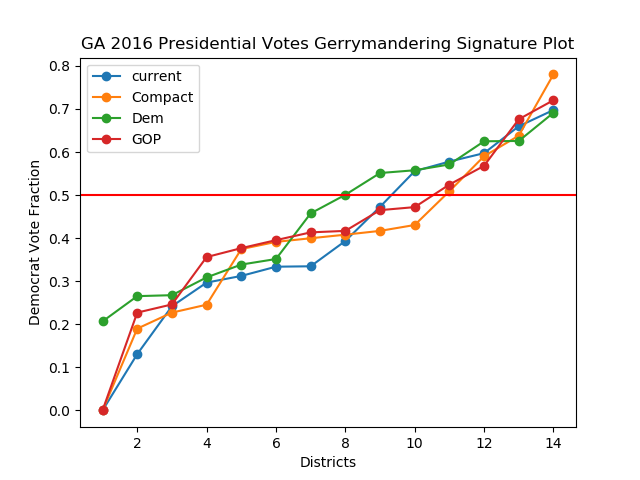 GA 2016 Presidential Votes Gerrymandering Signature Plot
current
Compact
Dem
GOP
Democrat Vote Fraction
0.8
0.7
0.6
0.5
0.4
0.3
0.2
0.1
0.0
2 4 6 8 10 12 14
Districts